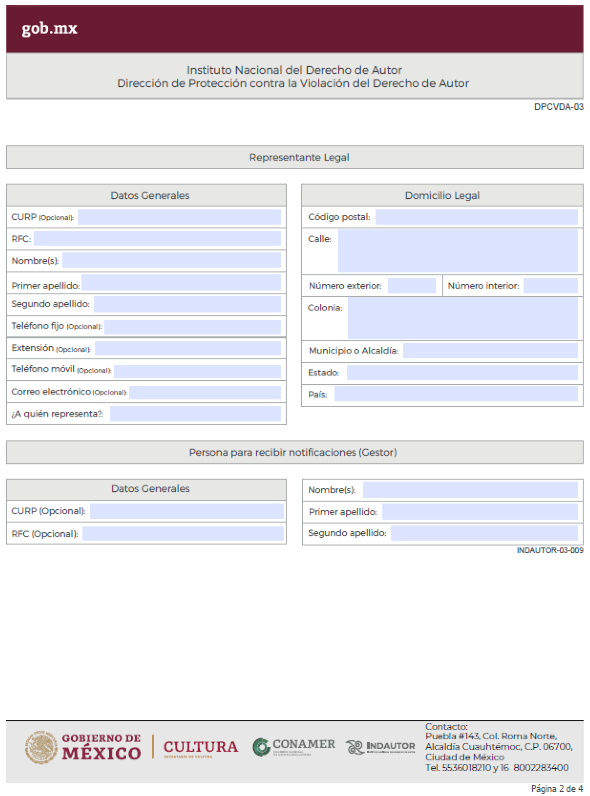 gob.mx
Instituto Nacional del Derecho de Autor
Dirección de Protección contra la Violación del Derecho de Autor
DPCVDA-03
Representante Legal
Datos Generales
CURP (Opcional):
RFC:
Nombre(s):
Primer apellido:
Segundo apellido:
Teléfono fijo (Opcional):
Extensión (Opcional):
Teléfono móvil (Opcional):
Correo electrónico (Opcional):
¿A quién representa?:
Domicilio Legal
Código postal:
Calle:
Número exterior:
Número interior:
Colonia:
Municipio o Alcaldía:
Estado:
País:
Persona para recibir notificaciones (Gestor)
Datos Generales
CURP (Opcional):
RFC (Opcional):
Nombre(s):
Primer apellido:
Segundo apellido:
INDAUTOR-03-009
GOBIERNO DE
MÉXICO
CULTURA
SECRETARÍA DE CULTURA
CONAMER
INDAUTOR
Contacto:
Puebla #143, Col. Roma Norte,
Alcaldía Cuauhtémoc, C.P. 06700,
Ciudad de México
Tel. 5536018210 y 16 8002283400
Página 2 de 4